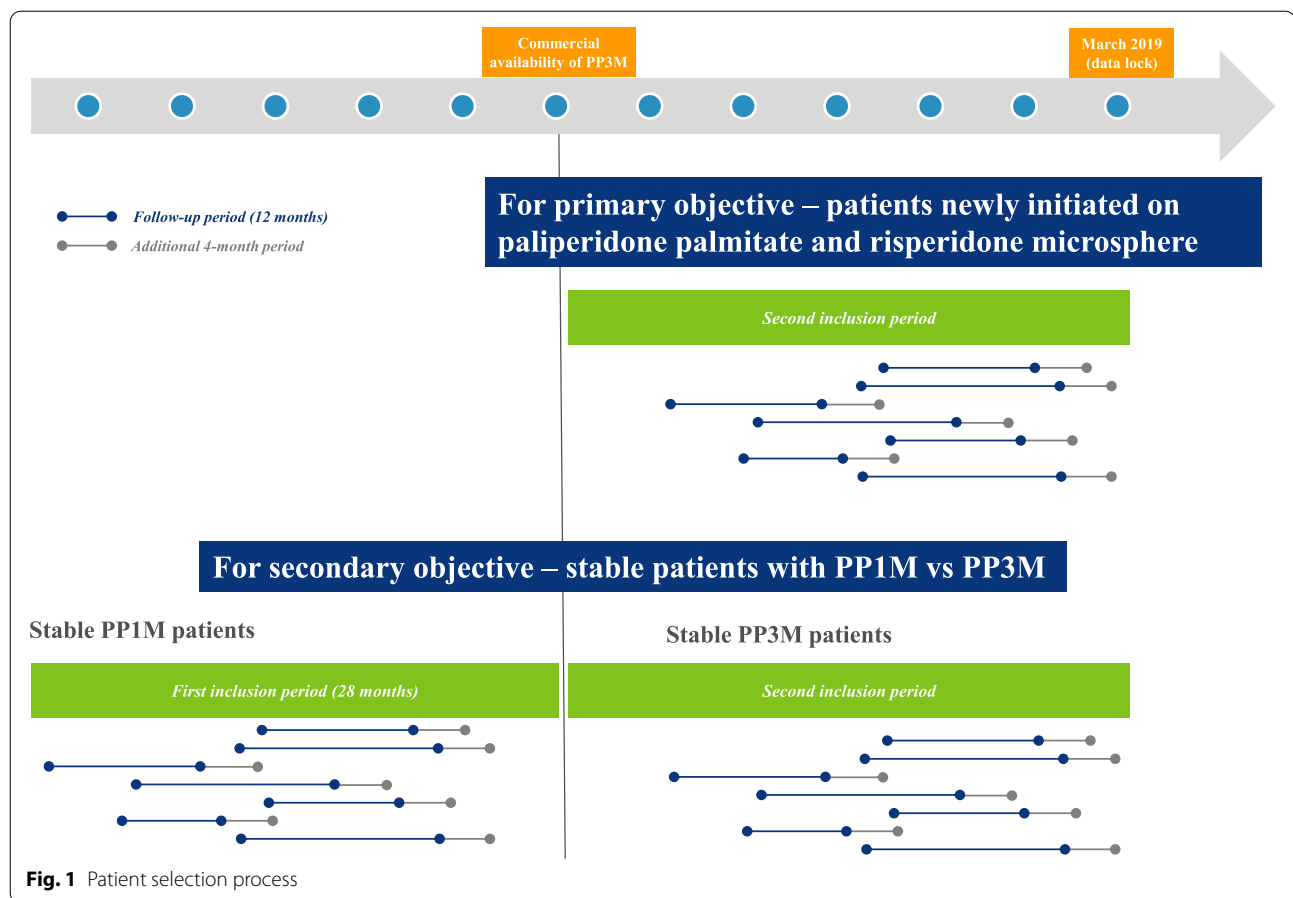 Commercial
availability of PP3M
March 2019
(data lock)
Follow-up period (12 months)
Additional 4-month period
For primary objective – patients newly initiated on
paliperidone palmitate and risperidone microsphere
Second inclusion period
For secondary objective – stable patients with PP1M vs PP3M
Stable PP1M patients
Stable PP3M patients
First inclusion period (28 months)
Second inclusion period
Fig. 1 Patient selection process